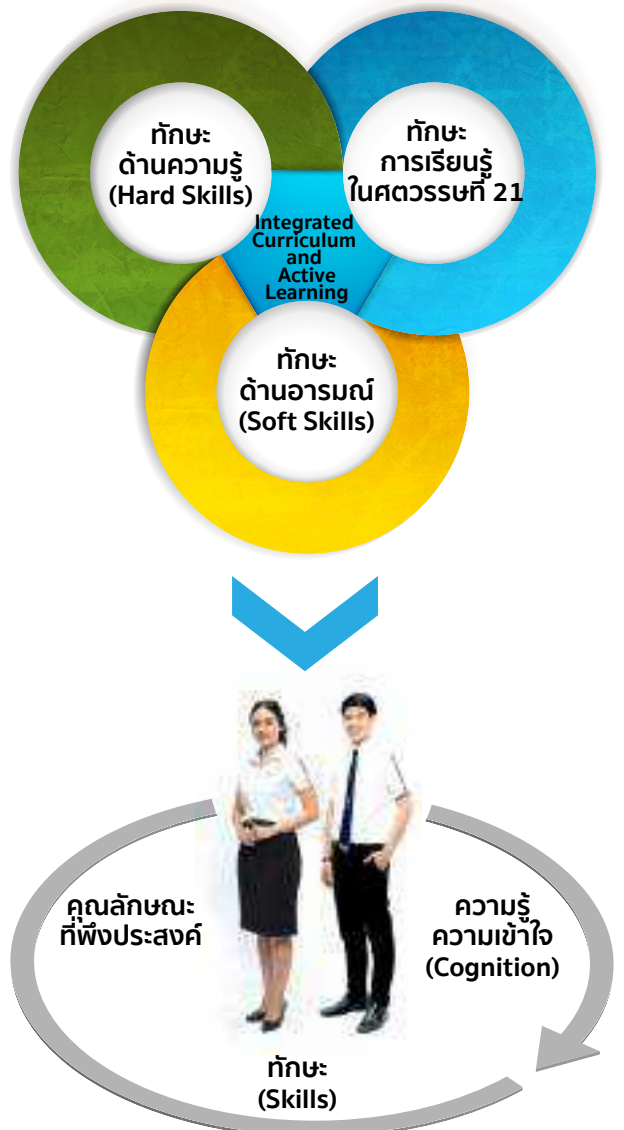 ทักษะ
ด้านความรู้
(Hard Skills)
ทักษะ
การเรียนรู้
ในศตวรรษที่ 21
Integrated
Curriculum
and
Active
Learning
ทักษะ
ด้านอารมณ์
(Soft Skills)
คุณลักษณะ
ที่พึงประสงค์
ความรู้
ความเข้าใจ
(Cognition)
ทักษะ
(Skills)